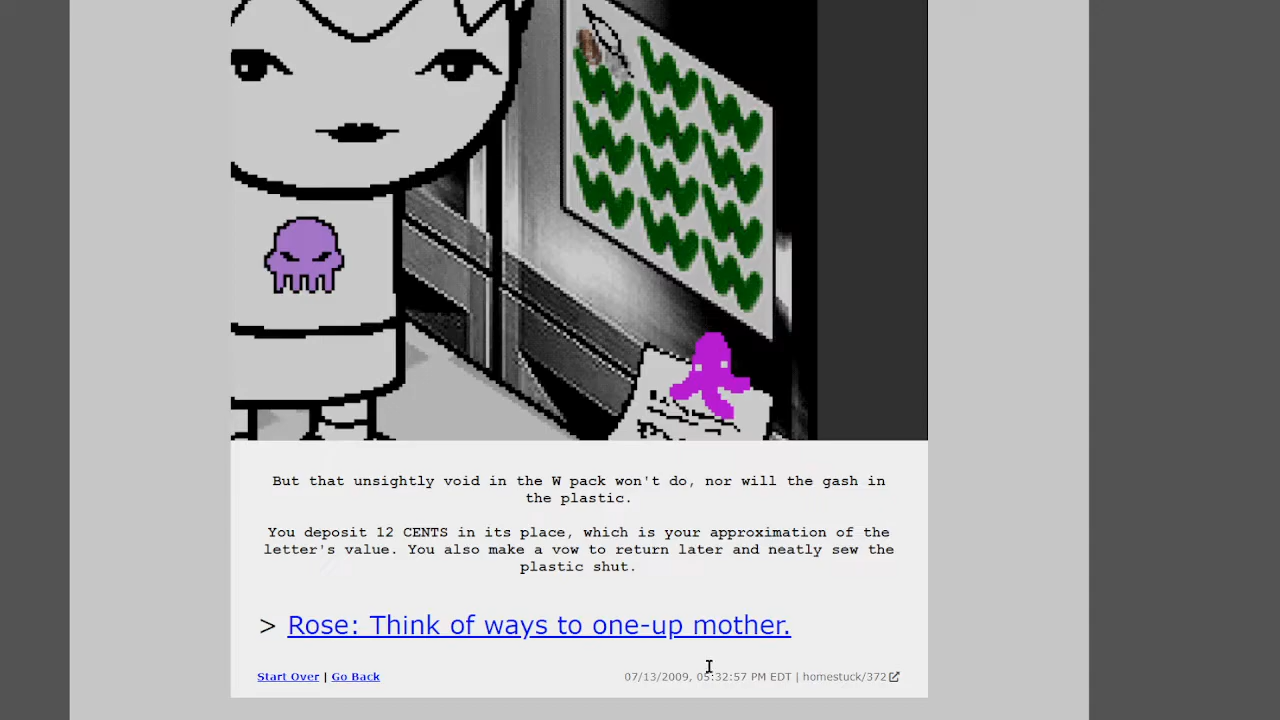 But that unsightly void in the W pack won't do, nor will the gash in
the plastic.
You deposit 12 CENTS in its place, which is your approximation of the
letter's value. You also make a vow to return later and neatly sew the
plastic shut.
> Rose: Think of ways to one-up mother.
Start Over | Go Back
07/13/2009, 05:32:57 PM EDT | homestuck/372